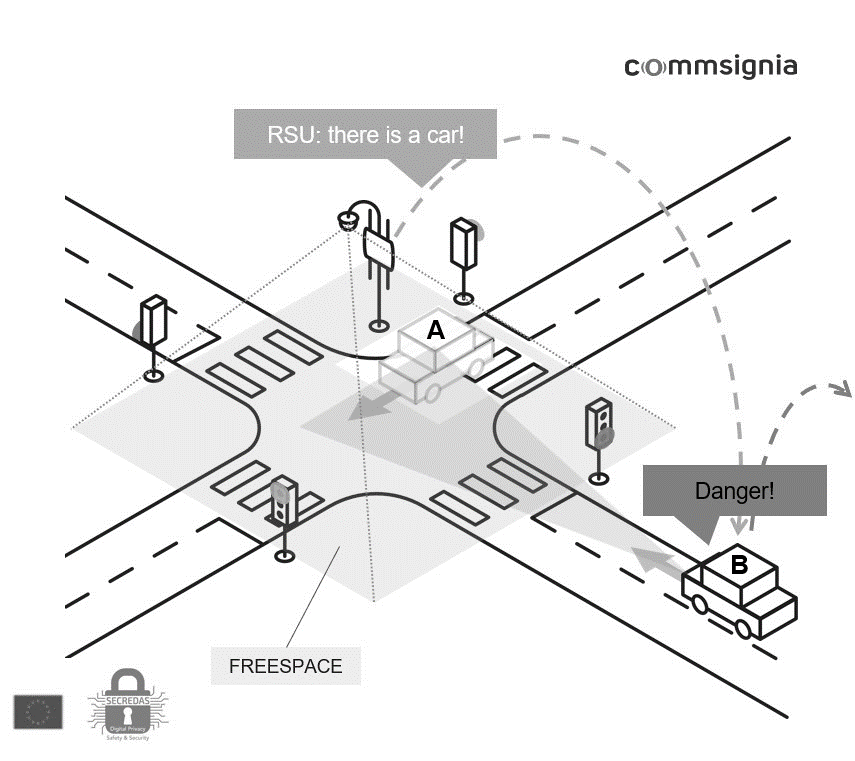 commsignia
RSU: there is a car!
A
Danger!
B
FREESPACE
SECREDAS
Digital Privacy
Safety & Security